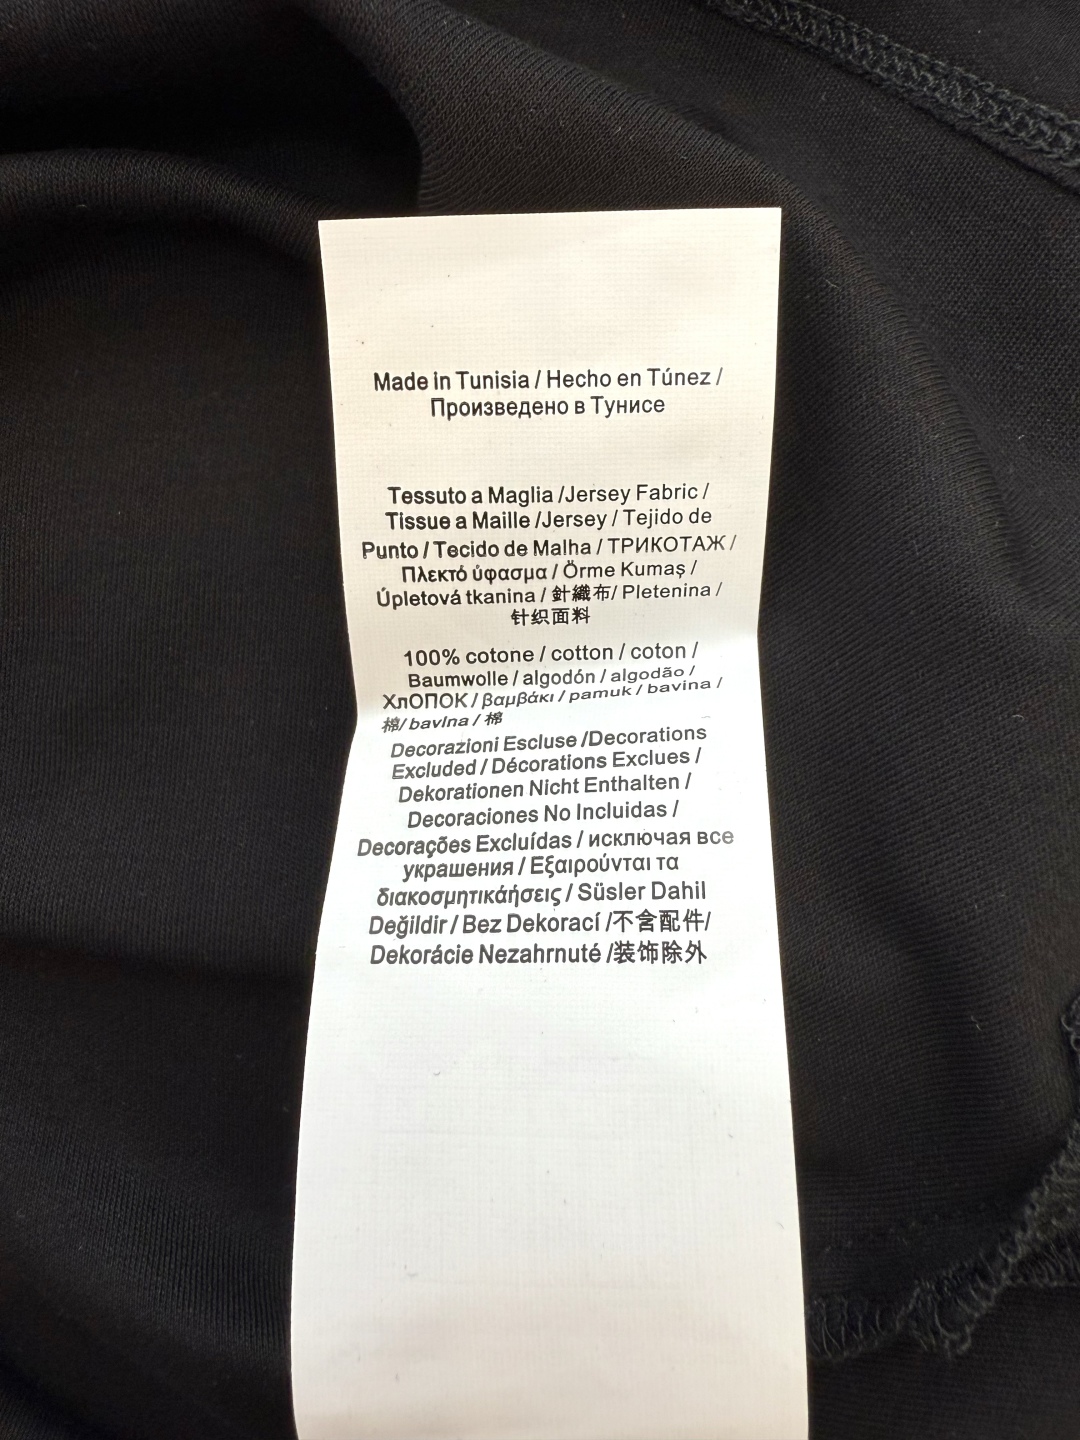 Made in Tunisia / Hecho en Túnez /
Произведено в Тунисе
Tessuto a Maglia /Jersey Fabric /
Tissue a Maille /Jersey / Tejido de
Punto / Tecido de Malha / ТРИКОТАЖ /
Πλεκτό ύφασμα / Örme Kumaş /
Úpletová tkanina / 針織布/ Pletenina /
针织面料
100% cotone / cotton / coton /
Baumwolle / algodón / algodão /
ХлОПОК / βαμβάκι / pamuk / bavina /
棉/ bavlna / 棉
Decorazioni Escluse /Decorations
Excluded / Décorations Exclues /
Dekorationen Nicht Enthalten /
Decoraciones No Incluidas /
Decorações Excluídas / исключая все
украшения / Εξαιρούνται τα
διακοσμητικάήσεις / Süsler Dahil
Değildir / Bez Dekorací /不含配件/
Dekorácie Nezahrnuté /装饰除外